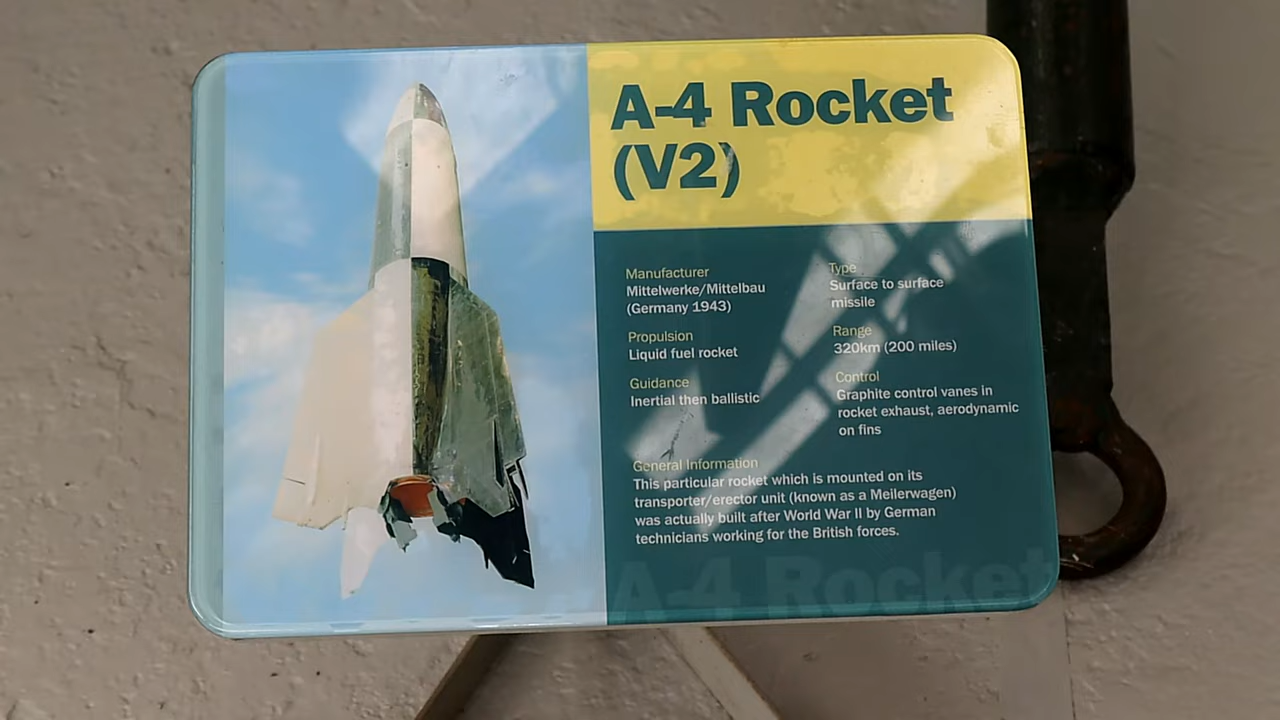 A-4 Rocket
(V2)
Manufacturer
Mittelwerke/Mittelbau
(Germany 1943)
Propulsion
Liquid fuel rocket
Guidance
Inertial then ballistic
Type
Surface to surface
missile
Range
320km (200 miles)
Control
Graphite control vanes in
rocket exhaust, aerodynamic
on fins
General Information
This particular rocket which is mounted on its
transporter/erector unit (known as a Meilerwagen)
was actually built after World War II by German
technicians working for the British forces.
A-4 Rocket